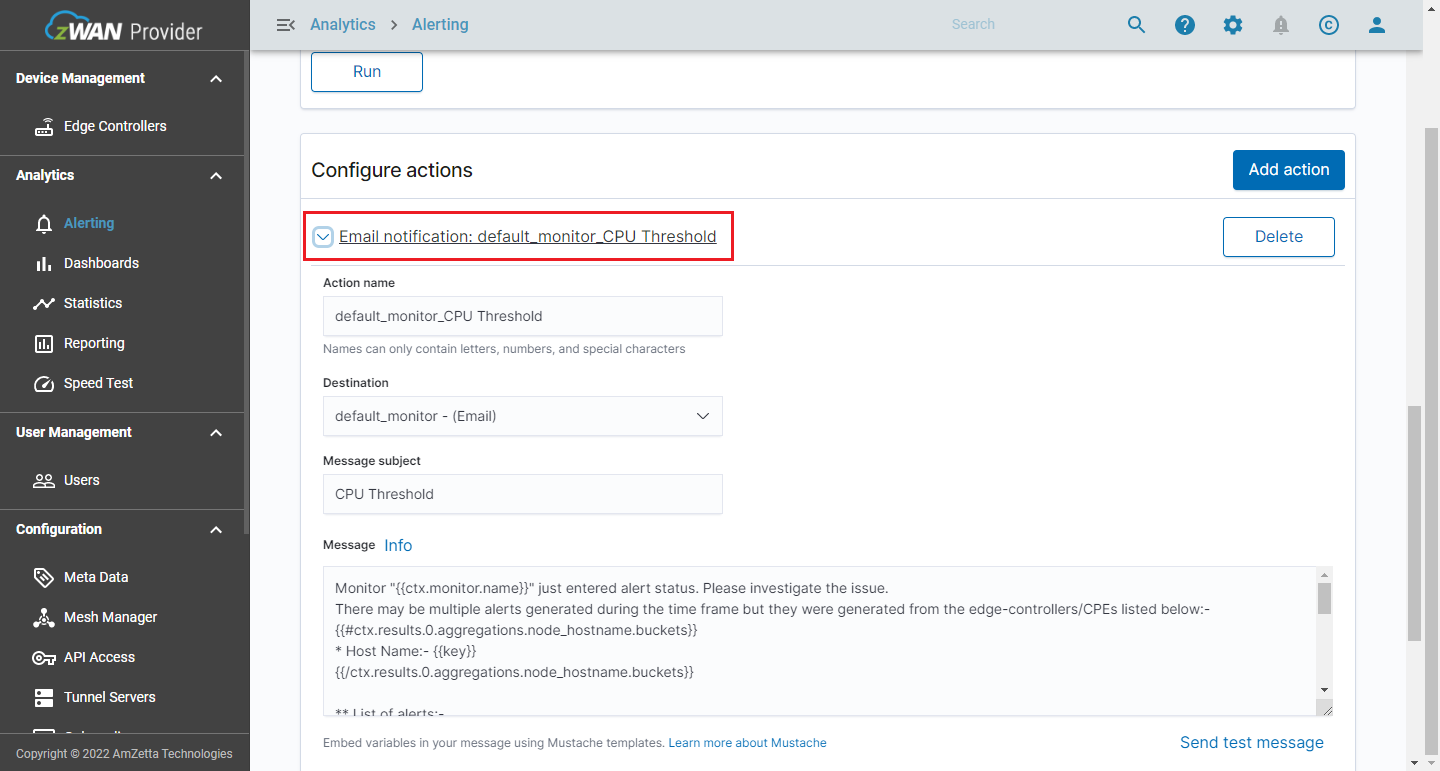 zWAN Provider
Analytics > Alerting
Search
C
Device Management
Edge Controllers
Analytics
Alerting
Dashboards
Statistics
Reporting
Speed Test
User Management
Users
Configuration
Meta Data
Mesh Manager
API Access
Tunnel Servers
Copyright © 2022 AmZetta Technologies
Run
Configure actions
Add action
Email notification: default_monitor_CPU Threshold
Delete
Action name
default_monitor_CPU Threshold
Names can only contain letters, numbers, and special characters
Destination
default_monitor - (Email)
Message subject
CPU Threshold
Message Info
Monitor "{{ctx.monitor.name}}" just entered alert status. Please investigate the issue.
There may be multiple alerts generated during the time frame but they were generated from the edge-controllers/CPEs listed below:-
{{#ctx.results.0.aggregations.node_hostname.buckets}}
* Host Name:- {{key}}
{{/ctx.results.0.aggregations.node_hostname.buckets}}
** List of alerts:-
Embed variables in your message using Mustache templates. Learn more about Mustache
Send test message